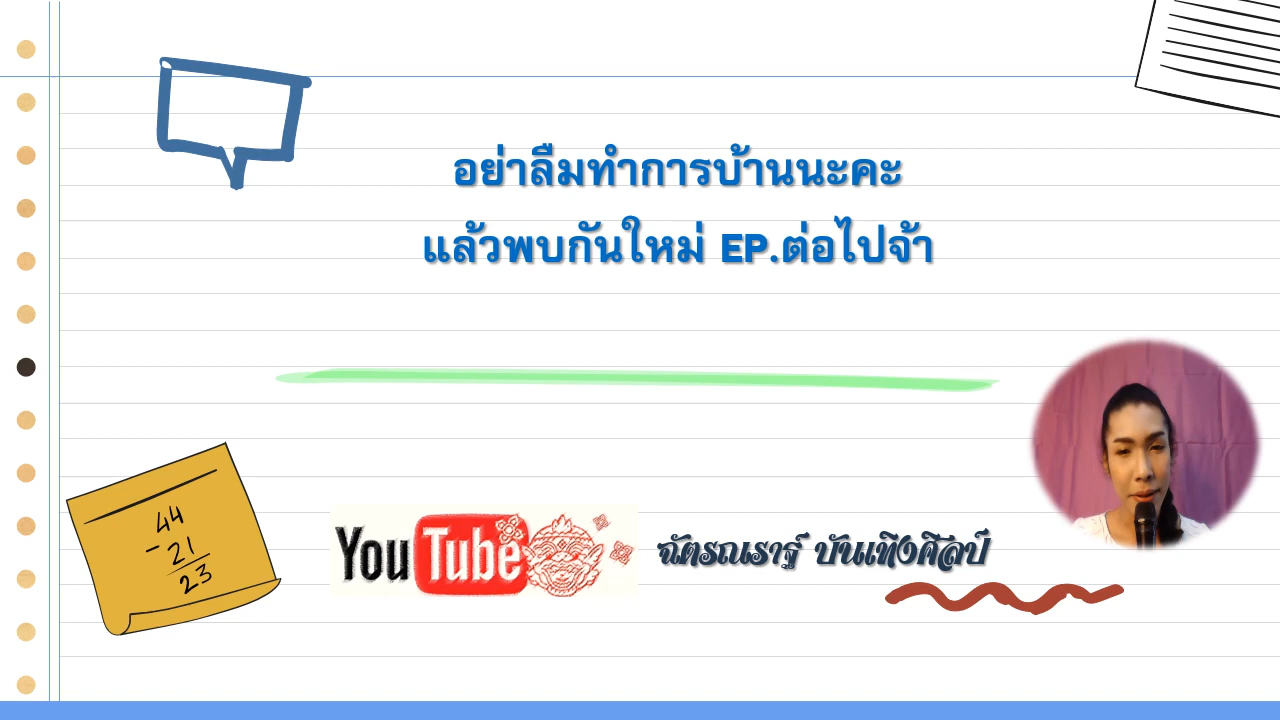 อย่าลืมทำการบ้านนะคะ
แล้วพบกันใหม่ EP.ต่อไปจ้า
44
- 21
23
YouTube
ฉัตรณราฐ์ บันเทิงศิลป์